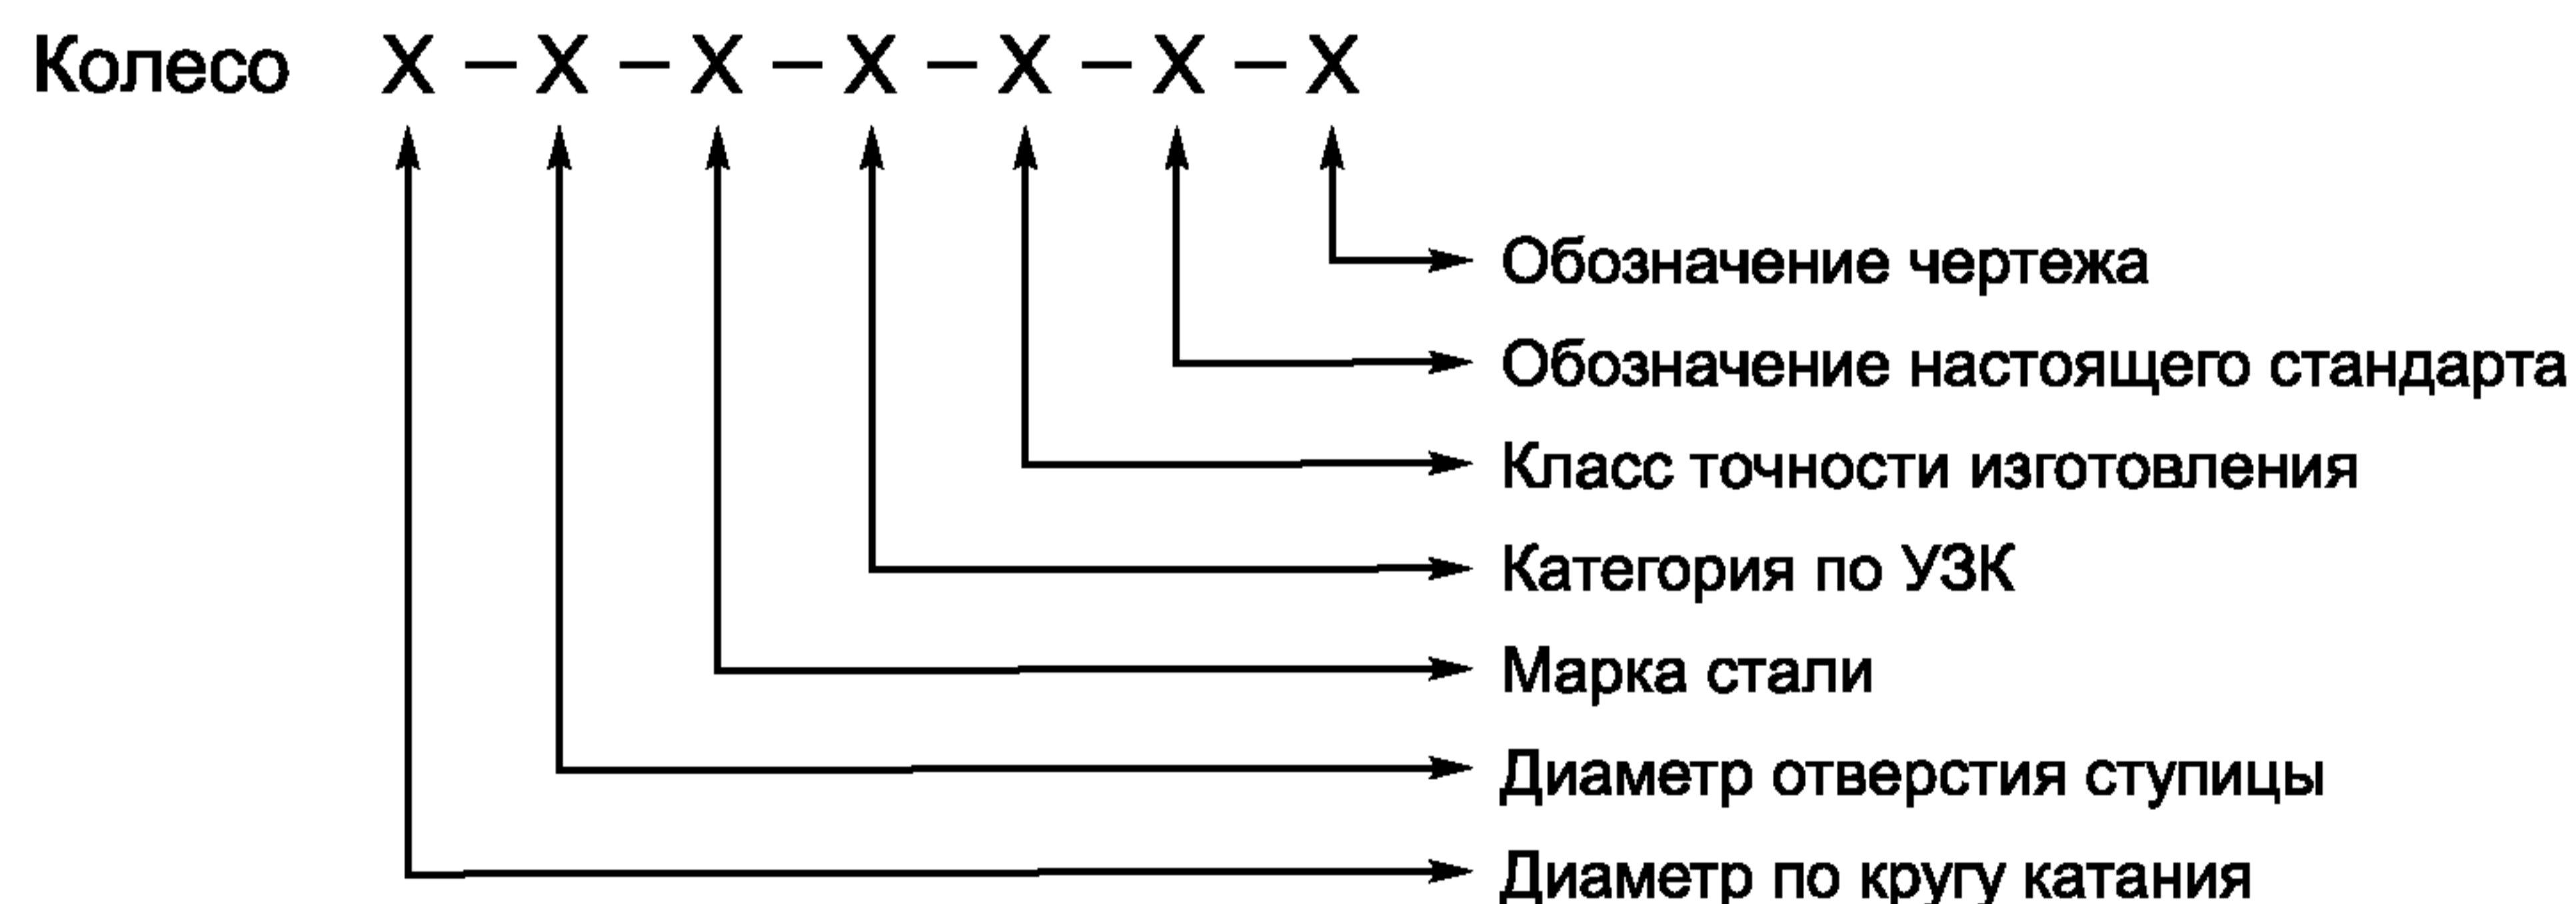 Колесо X – X – X – X – X – X – X
Обозначение чертежа
Обозначение настоящего стандарта
Класс точности изготовления
Категория по УЗК
Марка стали
Диаметр отверстия ступицы
Диаметр по кругу катания